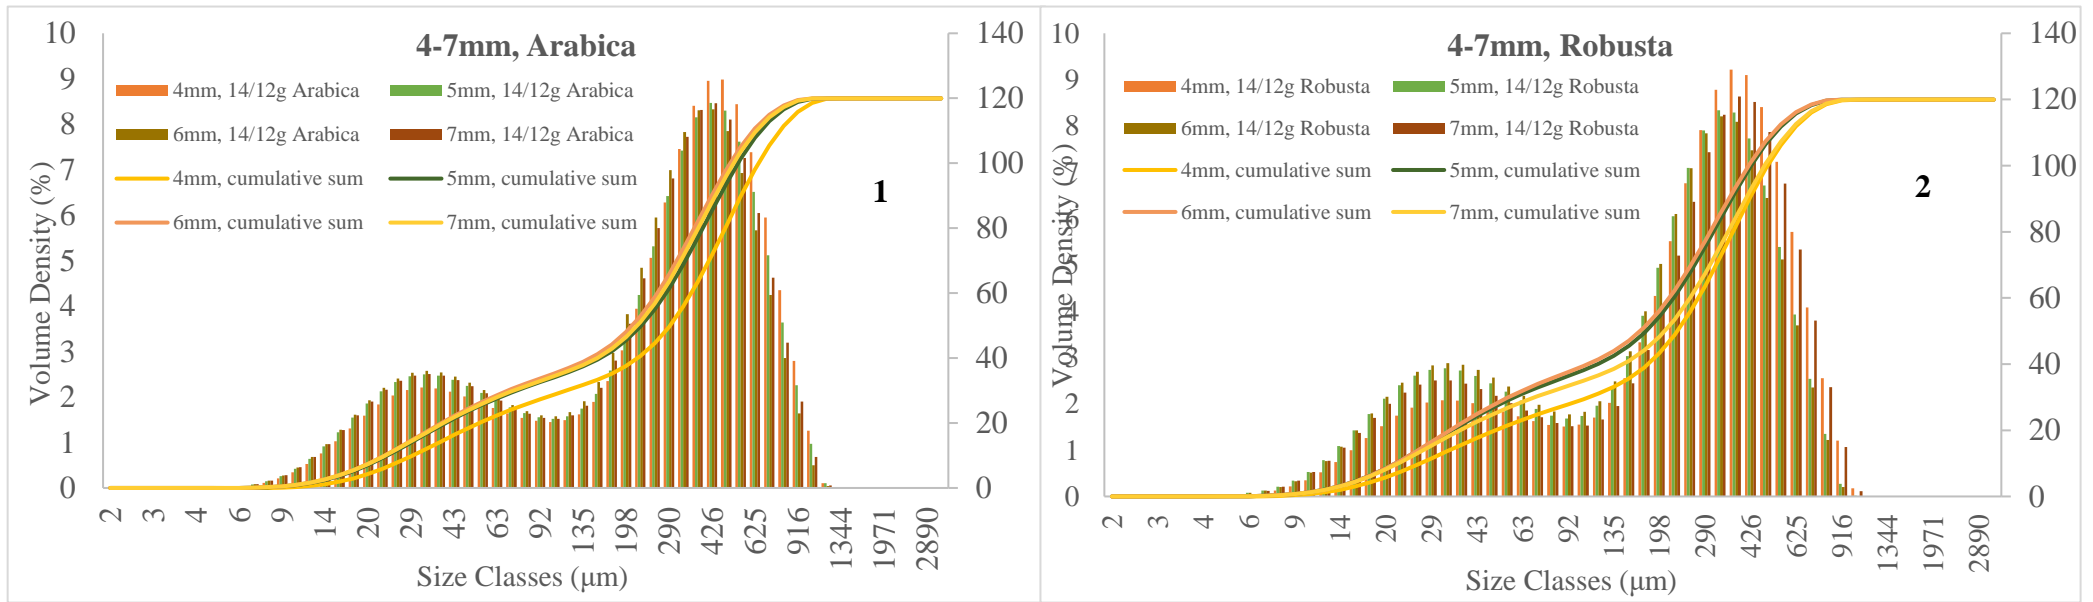 4-7mm, Arabica
4mm, 14/12g Arabica
5mm, 14/12g Arabica
6mm, 14/12g Arabica
7mm, 14/12g Arabica
4mm, cumulative sum
5mm, cumulative sum
6mm, cumulative sum
7mm, cumulative sum
1
Volume Density (%)
10
9
8
7
6
5
4
3
2
1
0
140
120
100
80
60
40
20
0
2 3 4 6 9 14 20 29 43 63 92 135 198 290 426 625 916 1344 1971 2890
Size Classes (μm)
4-7mm, Robusta
4mm, 14/12g Robusta
5mm, 14/12g Robusta
6mm, 14/12g Robusta
7mm, 14/12g Robusta
4mm, cumulative sum
5mm, cumulative sum
6mm, cumulative sum
7mm, cumulative sum
2
Volume Density (%)
10
9
8
7
6
5
4
3
2
1
0
140
120
100
80
60
40
20
0
2 3 4 6 9 14 20 29 43 63 92 135 198 290 426 625 916 1344 1971 2890
Size Classes (μm)